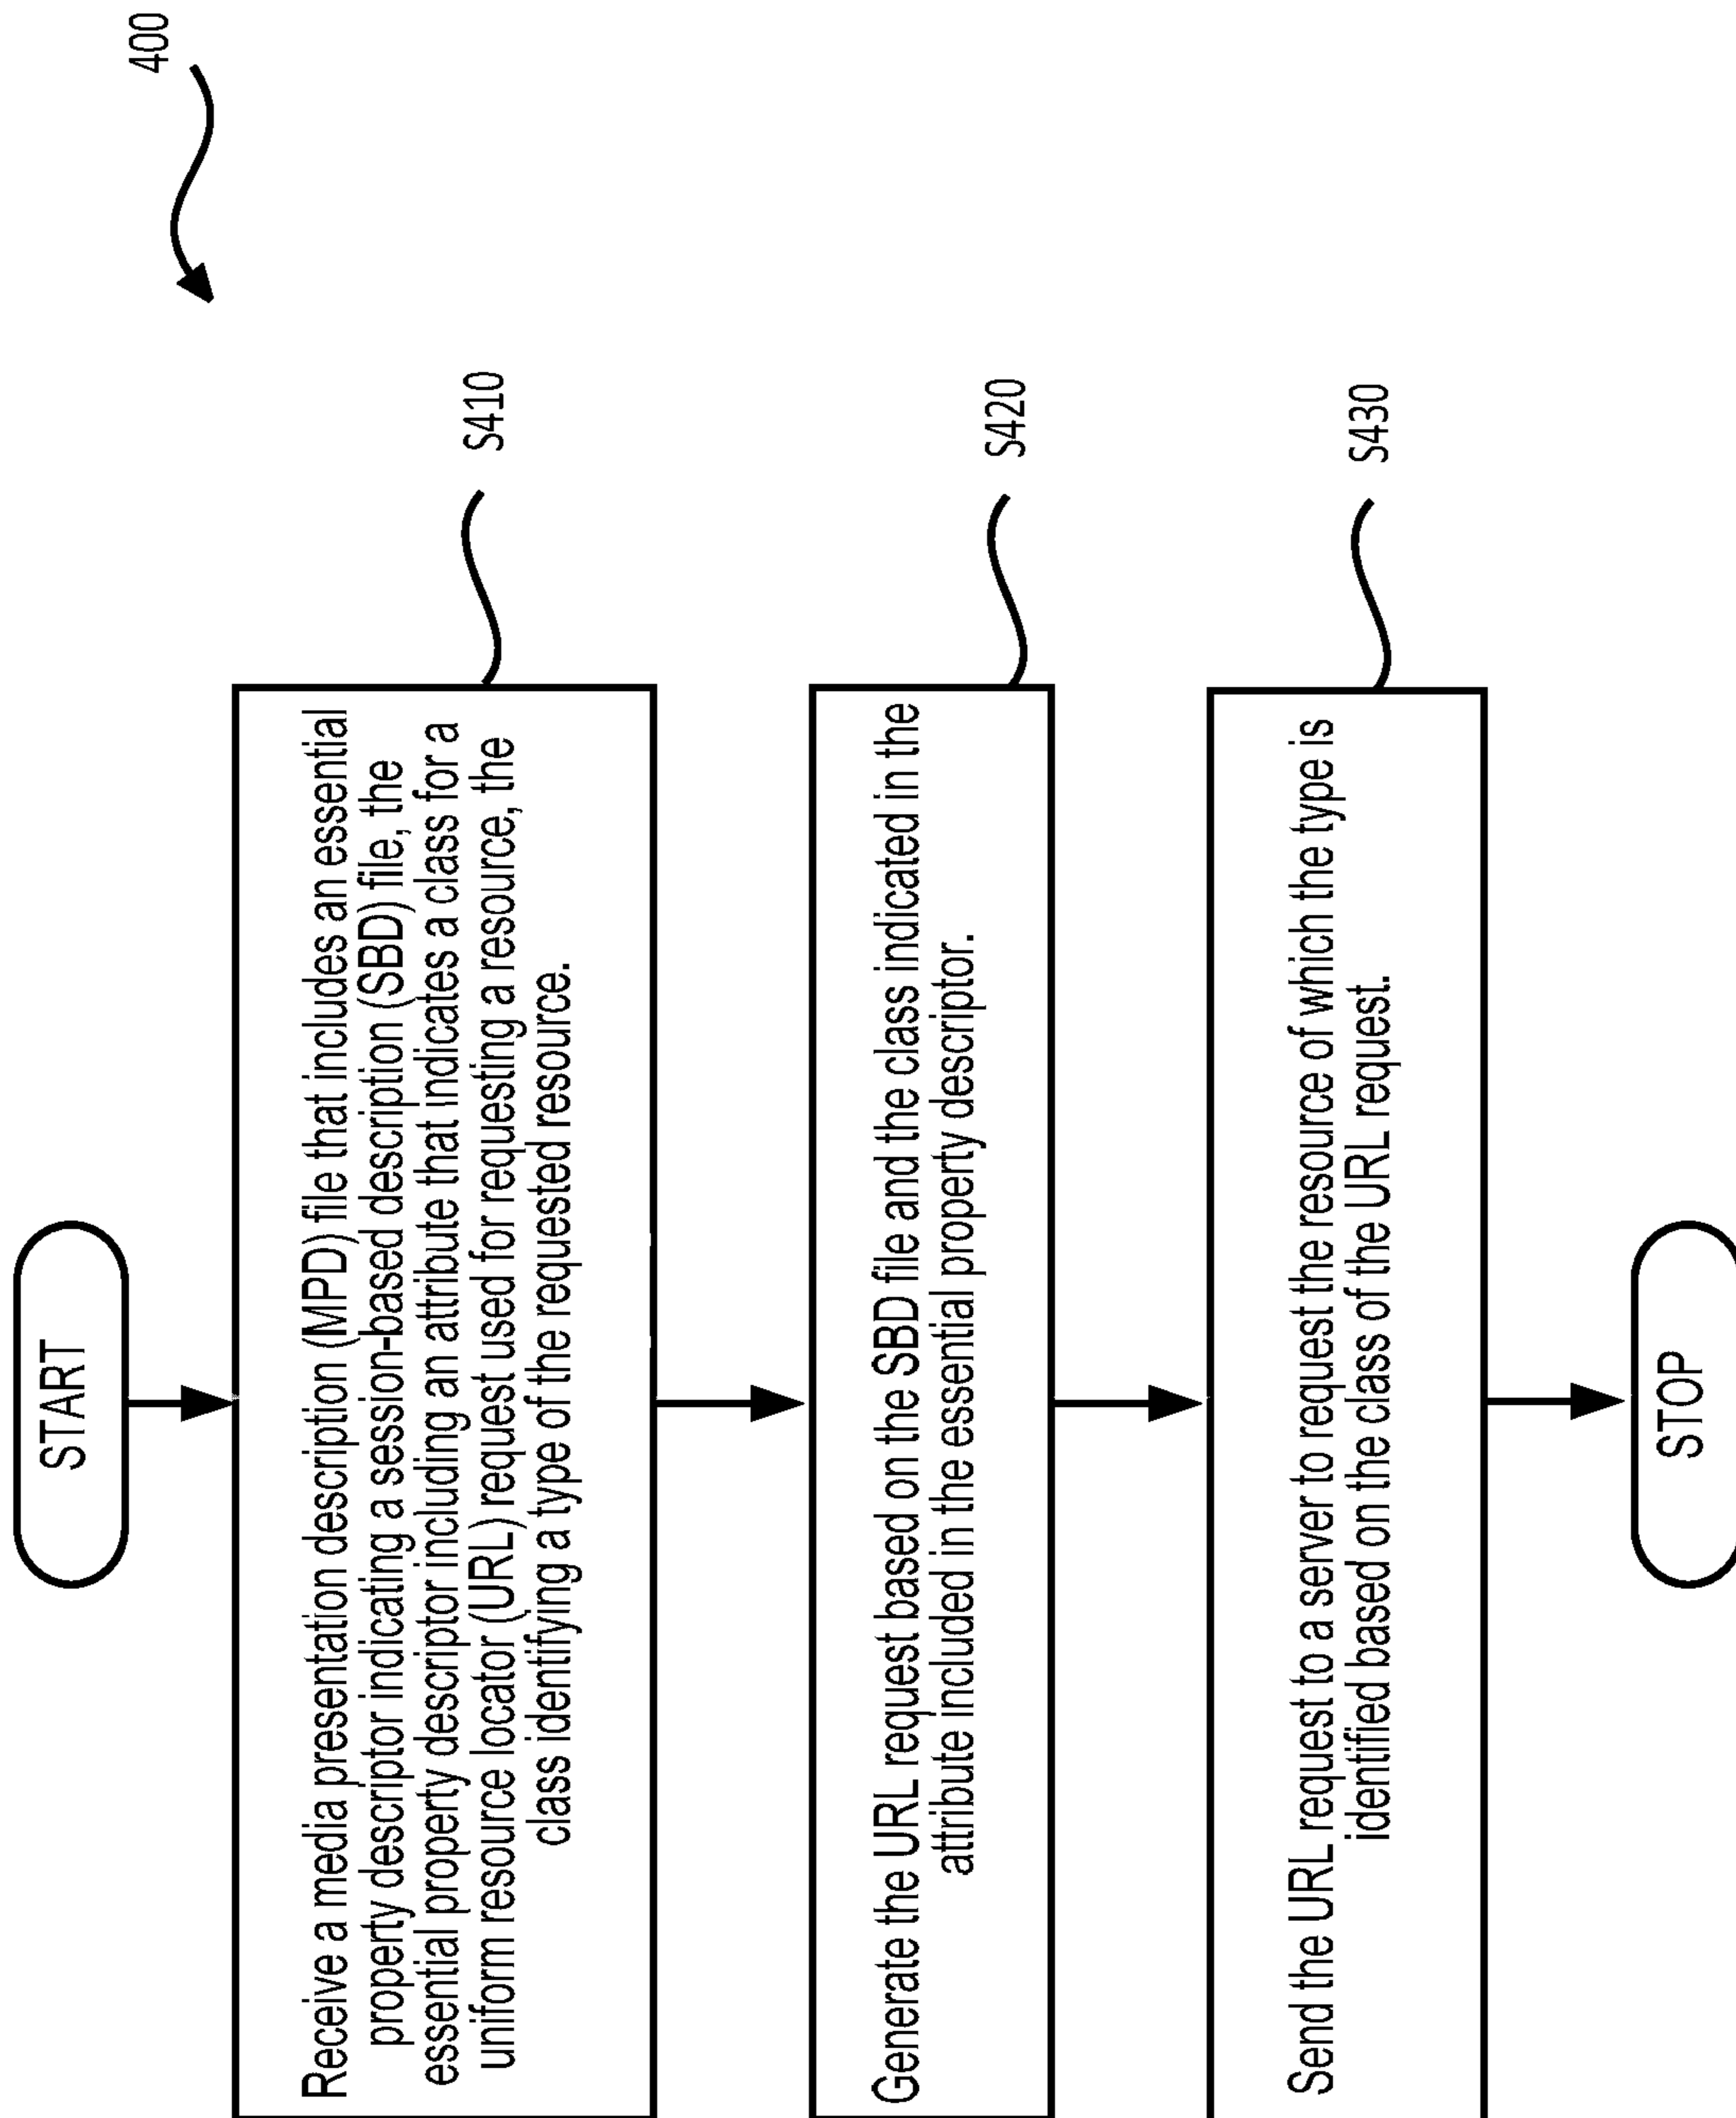 400
START
Receive a media presentation description (MPD) file that includes an essential
property descriptor indicating a session-based description (SBD) file, the
essential property descriptor including an attribute that indicates a class for a
uniform resource locator (URL) request used for requesting a resource, the
class identifying a type of the requested resource.
S410
Generate the URL request based on the SBD file and the class indicated in the
attribute included in the essential property descriptor.
S420
Send the URL request to a server to request the resource of which the type is
identified based on the class of the URL request.
S430
STOP